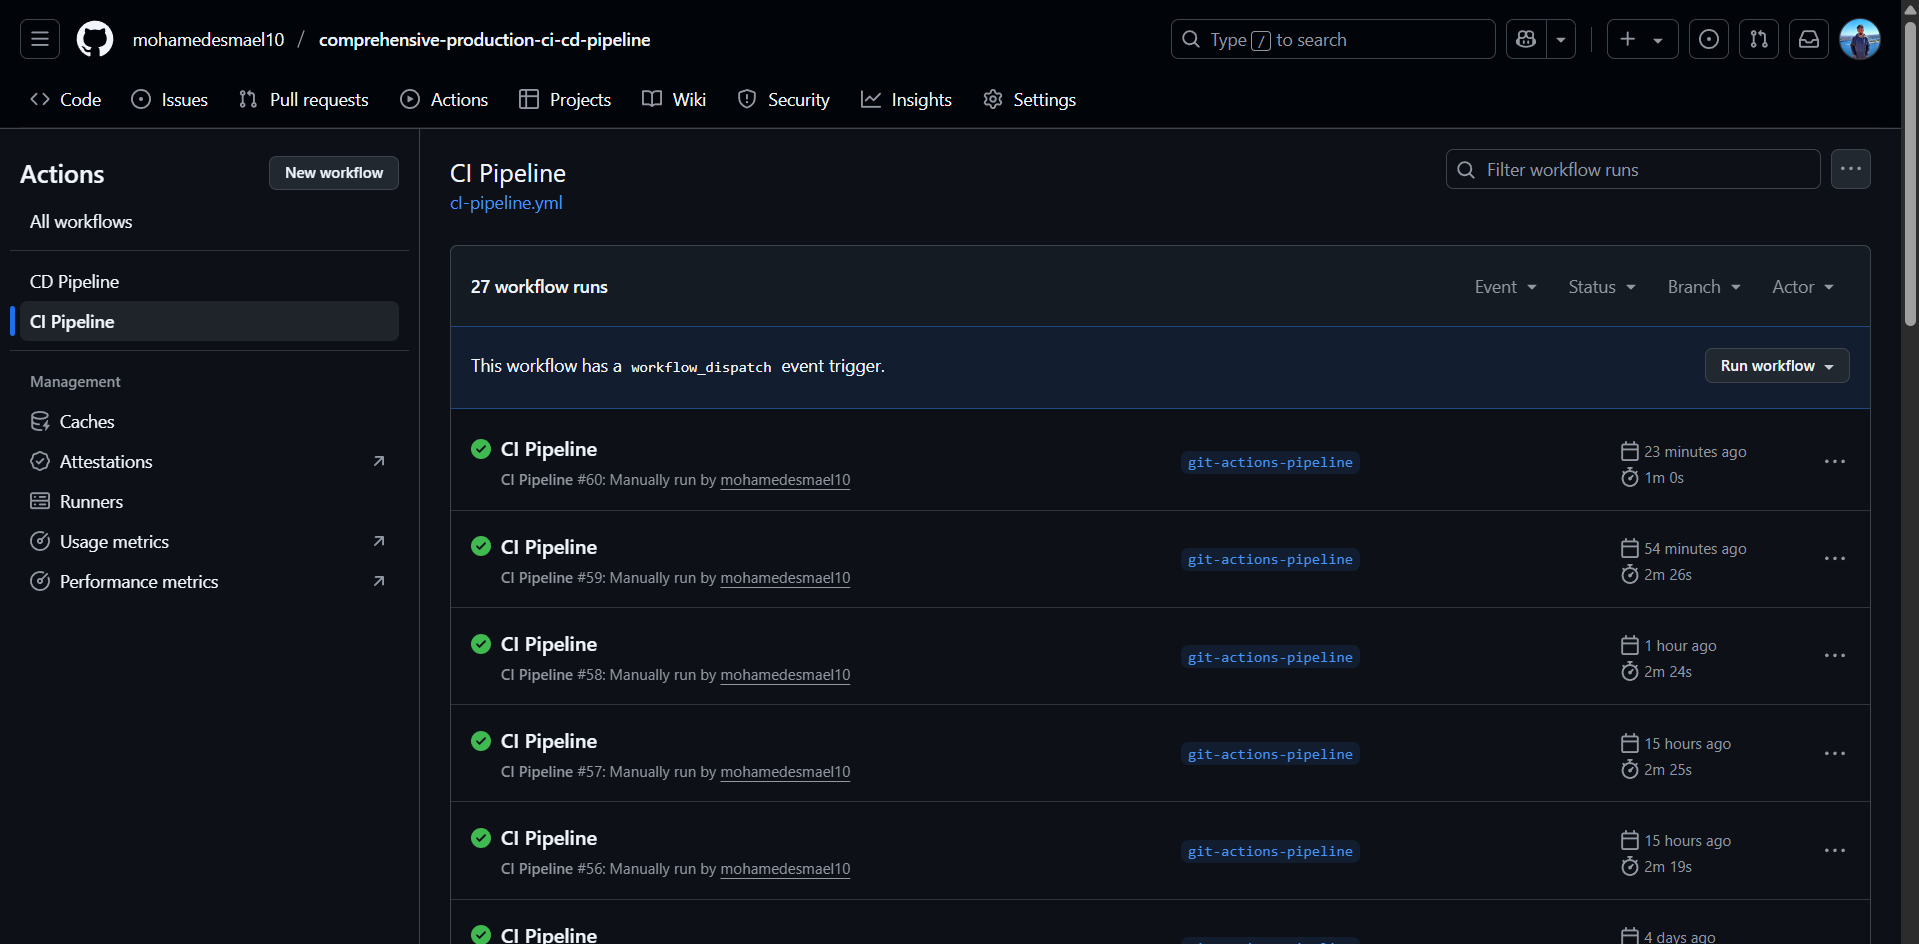 mohamedesmael10 / comprehensive-production-ci-cd-pipeline
Type / to search
Code Issues Pull requests Actions Projects Wiki Security Insights Settings
Actions
New workflow
All workflows
CD Pipeline
CI Pipeline
Management
Caches
Attestations
Runners
Usage metrics
Performance metrics
CI Pipeline
cI-pipeline.yml
Filter workflow runs
27 workflow runs
Event Status Branch Actor
This workflow has a workflow_dispatch event trigger.
Run workflow
CI Pipeline
CI Pipeline #60: Manually run by mohamedesmael10
git-actions-pipeline
23 minutes ago
1m 0s
CI Pipeline
CI Pipeline #59: Manually run by mohamedesmael10
git-actions-pipeline
54 minutes ago
2m 26s
CI Pipeline
CI Pipeline #58: Manually run by mohamedesmael10
git-actions-pipeline
1 hour ago
2m 24s
CI Pipeline
CI Pipeline #57: Manually run by mohamedesmael10
git-actions-pipeline
15 hours ago
2m 25s
CI Pipeline
CI Pipeline #56: Manually run by mohamedesmael10
git-actions-pipeline
15 hours ago
2m 19s
CI Pipeline
4 days ago